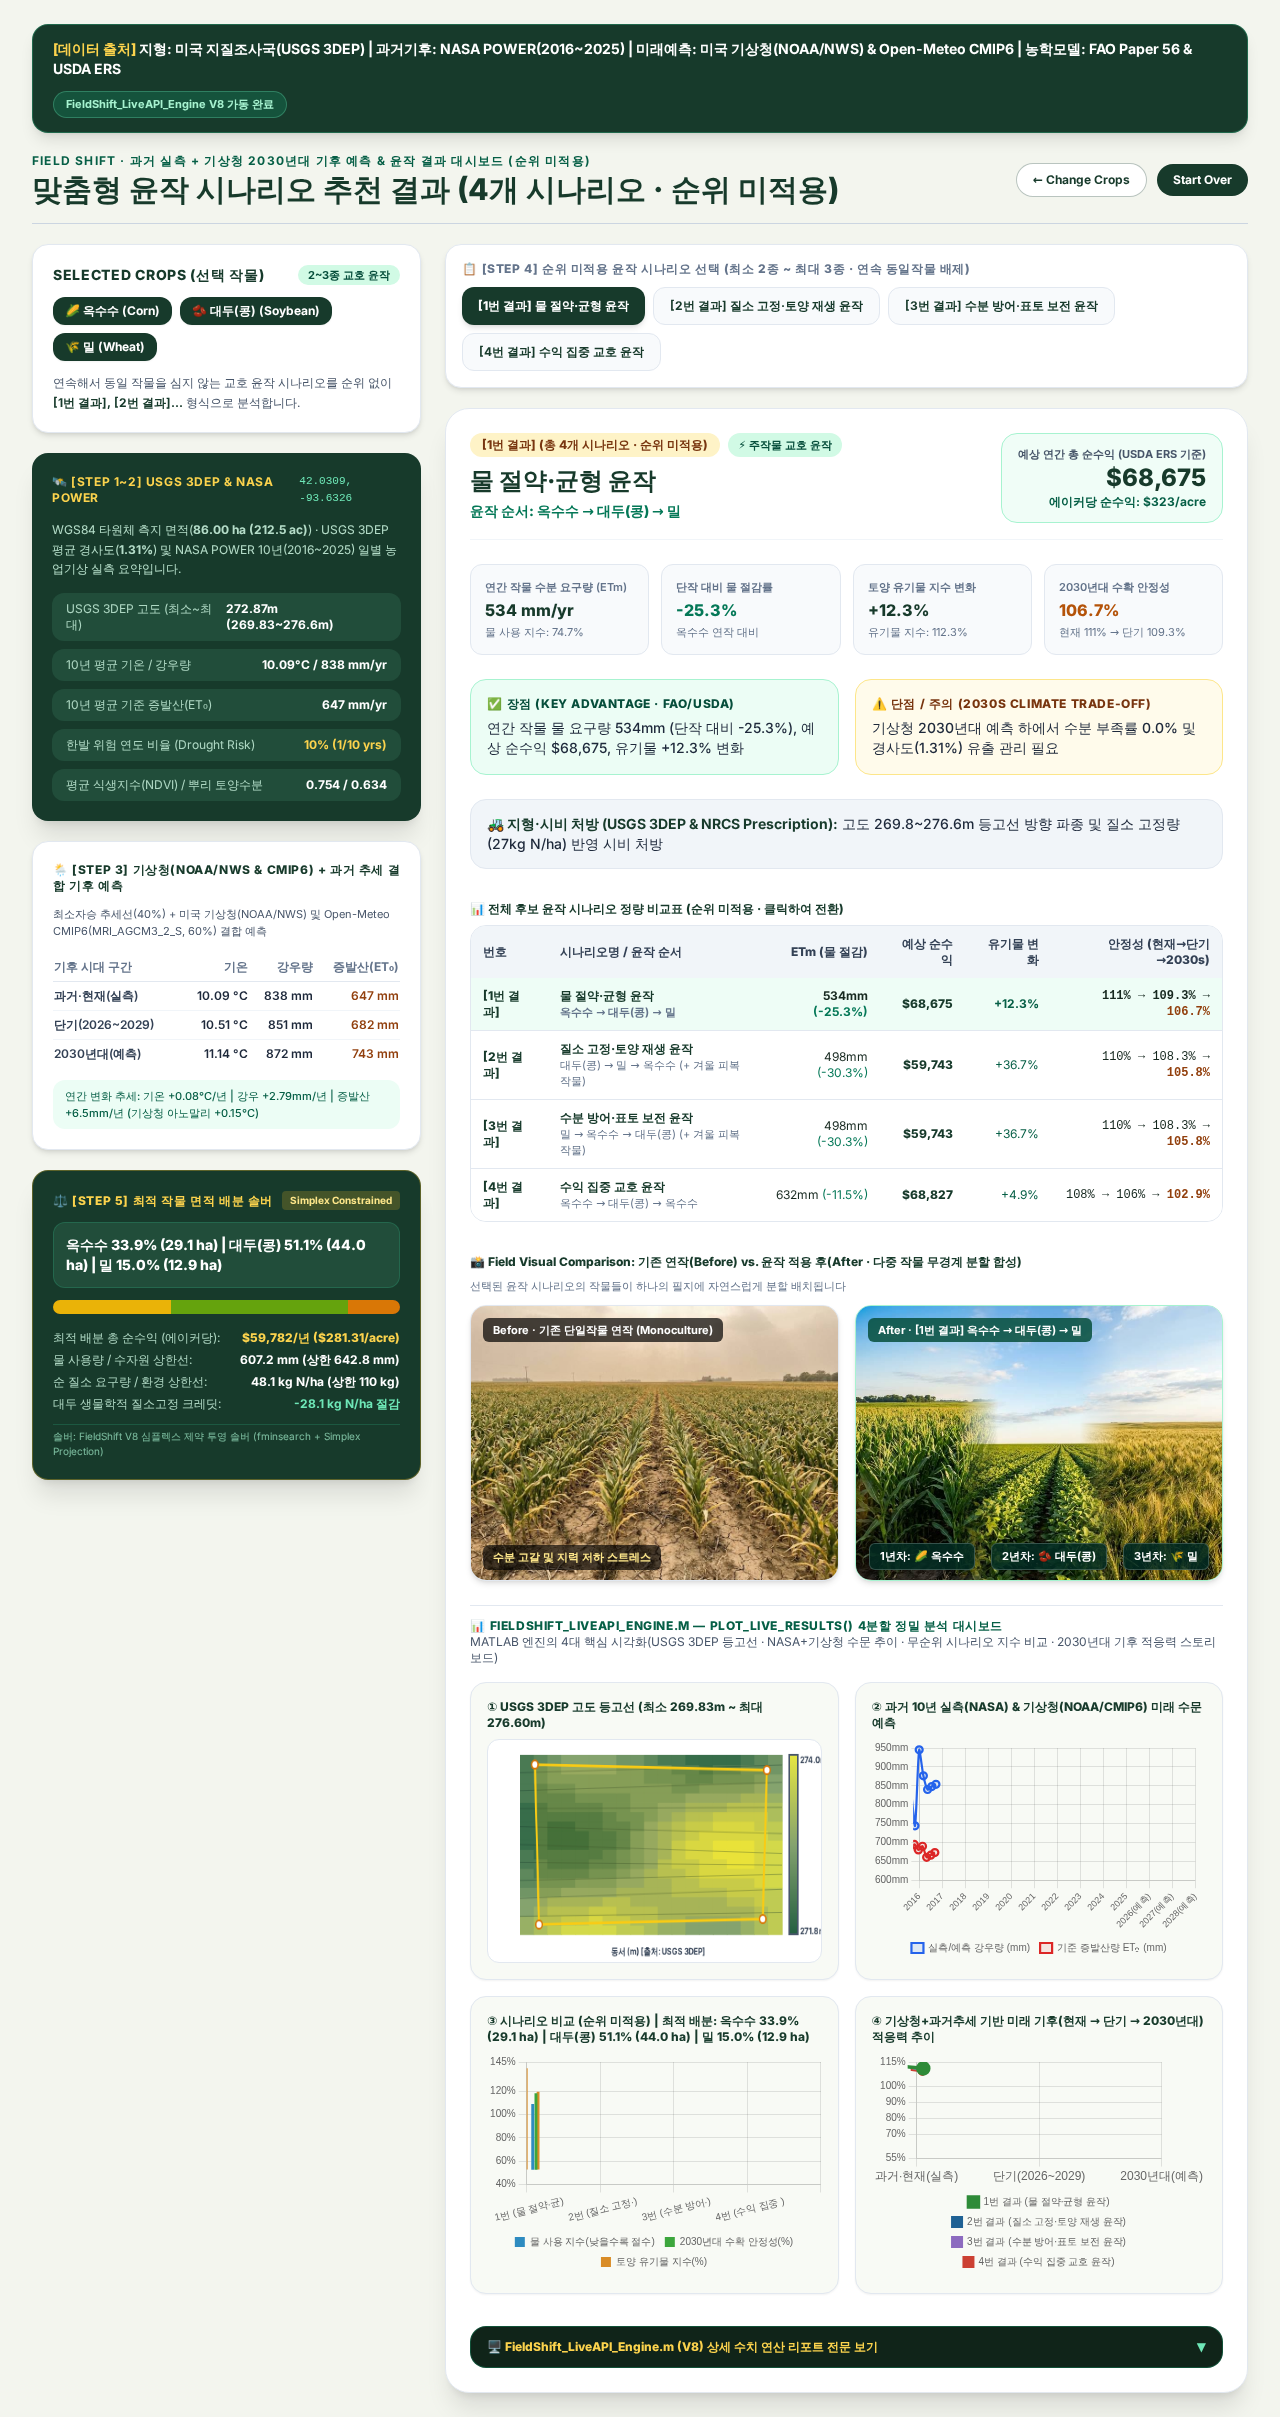 [데이터 출처] 지형: 미국 지질조사국(USGS 3DEP) | 과거기후: NASA POWER(2016~2025) | 미래예측: 미국 기상청(NOAA/NWS) & Open-Meteo CMIP6 | 농학모델: FAO Paper 56 &
USDA ERS
FieldShift_LiveAPI_Engine V8 가동 완료
FIELD SHIFT · 과거 실측 + 기상청 2030년대 기후 예측 & 윤작 결과 대시보드 (순위 미적용)
맞춤형 윤작 시나리오 추천 결과 (4개 시나리오 · 순위 미적용)
← Change Crops
Start Over
SELECTED CROPS (선택 작물)
2~3종 교호 윤작
🌽 옥수수 (Corn)
🫘 대두(콩) (Soybean)
🌾 밀 (Wheat)
연속해서 동일 작물을 심지 않는 교호 윤작 시나리오를 순위 없이
[1번 결과], [2번 결과]... 형식으로 분석합니다.
🛰️ [STEP 1~2] USGS 3DEP & NASA
POWER
42.0309,
-93.6326
WGS84 타원체 측지 면적(86.00 ha (212.5 ac)) · USGS 3DEP
평균 경사도(1.31%) 및 NASA POWER 10년(2016~2025) 일별 농
업기상 실측 요약입니다.
USGS 3DEP 고도 (최소~최
대)
272.87m
(269.83~276.6m)
10년 평균 기온 / 강우량
10.09°C / 838 mm/yr
10년 평균 기준 증발산(ET₀)
647 mm/yr
한발 위험 연도 비율 (Drought Risk)
10% (1/10 yrs)
평균 식생지수(NDVI) / 뿌리 토양수분
0.754 / 0.634
🌦️ [STEP 3] 기상청(NOAA/NWS & CMIP6) + 과거 추세 결
합 기후 예측
최소자승 추세선(40%) + 미국 기상청(NOAA/NWS) 및 Open-Meteo
CMIP6(MRI_AGCM3_2_S, 60%) 결합 예측
기후 시대 구간 기온 강우량 증발산(ET₀)
과거·현재(실측) 10.09 °C 838 mm 647 mm
단기(2026~2029) 10.51 °C 851 mm 682 mm
2030년대(예측) 11.14 °C 872 mm 743 mm
연간 변화 추세: 기온 +0.08°C/년 | 강우 +2.79mm/년 | 증발산
+6.5mm/년 (기상청 아노말리 +0.15°C)
⚖️ [STEP 5] 최적 작물 면적 배분 솔버
Simplex Constrained
옥수수 33.9% (29.1 ha) | 대두(콩) 51.1% (44.0
ha) | 밀 15.0% (12.9 ha)
최적 배분 총 순수익 (에이커당): $59,782/년 ($281.31/acre)
물 사용량 / 수자원 상한선: 607.2 mm (상한 642.8 mm)
순 질소 요구량 / 환경 상한선: 48.1 kg N/ha (상한 110 kg)
대두 생물학적 질소고정 크레딧: -28.1 kg N/ha 절감
솔버: FieldShift V8 심플렉스 제약 투영 솔버 (fminsearch + Simplex
Projection)
📋 [STEP 4] 순위 미적용 윤작 시나리오 선택 (최소 2종 ~ 최대 3종 · 연속 동일작물 배제)
[1번 결과] 물 절약·균형 윤작
[2번 결과] 질소 고정·토양 재생 윤작
[3번 결과] 수분 방어·표토 보전 윤작
[4번 결과] 수익 집중 교호 윤작
[1번 결과] (총 4개 시나리오 · 순위 미적용)
⚡ 주작물 교호 윤작
물 절약·균형 윤작
윤작 순서: 옥수수 → 대두(콩) → 밀
예상 연간 총 순수익 (USDA ERS 기준)
$68,675
에이커당 순수익: $323/acre
연간 작물 수분 요구량 (ETm)
534 mm/yr
물 사용 지수: 74.7%
단작 대비 물 절감률
-25.3%
옥수수 연작 대비
토양 유기물 지수 변화
+12.3%
유기물 지수: 112.3%
2030년대 수확 안정성
106.7%
현재 111% → 단기 109.3%
✅ 장점 (KEY ADVANTAGE · FAO/USDA)
연간 작물 물 요구량 534mm (단작 대비 -25.3%), 예
상 순수익 $68,675, 유기물 +12.3% 변화
⚠️ 단점 / 주의 (2030S CLIMATE TRADE-OFF)
기상청 2030년대 예측 하에서 수분 부족률 0.0% 및
경사도(1.31%) 유출 관리 필요
🚜 지형·시비 처방 (USGS 3DEP & NRCS Prescription): 고도 269.8~276.6m 등고선 방향 파종 및 질소 고정량
(27kg N/ha) 반영 시비 처방
📊 전체 후보 윤작 시나리오 정량 비교표 (순위 미적용 · 클릭하여 전환)
번호 시나리오명 / 윤작 순서 ETm (물 절감) 예상 순수
익 유기물 변
화 안정성 (현재→단기
→2030s)
[1번 결
과] 물 절약·균형 윤작
옥수수 → 대두(콩) → 밀 534mm
(-25.3%) $68,675 +12.3% 111% → 109.3% →
106.7%
[2번 결
과] 질소 고정·토양 재생 윤작
대두(콩) → 밀 → 옥수수 (+ 겨울 피복
작물) 498mm
(-30.3%) $59,743 +36.7% 110% → 108.3% →
105.8%
[3번 결
과] 수분 방어·표토 보전 윤작
밀 → 옥수수 → 대두(콩) (+ 겨울 피복
작물) 498mm
(-30.3%) $59,743 +36.7% 110% → 108.3% →
105.8%
[4번 결
과] 수익 집중 교호 윤작
옥수수 → 대두(콩) → 옥수수 632mm (-11.5%) $68,827 +4.9% 108% → 106% → 102.9%
📸 Field Visual Comparison: 기존 연작(Before) vs. 윤작 적용 후(After · 다중 작물 무경계 분할 합성)
선택된 윤작 시나리오의 작물들이 하나의 필지에 자연스럽게 분할 배치됩니다
Before · 기존 단일작물 연작 (Monoculture)
수분 고갈 및 지력 저하 스트레스
After · [1번 결과] 옥수수 → 대두(콩) → 밀
1년차: 🌽 옥수수
2년차: 🫘 대두(콩)
3년차: 🌾 밀
📊 FIELDSHIFT_LIVEAPI_ENGINE.M — PLOT_LIVE_RESULTS() 4분할 정밀 분석 대시보드
MATLAB 엔진의 4대 핵심 시각화(USGS 3DEP 등고선 · NASA+기상청 수문 추이 · 무순위 시나리오 지수 비교 · 2030년대 기후 적응력 스토리
보드)
① USGS 3DEP 고도 등고선 (최소 269.83m ~ 최대
276.60m)
274.0
271.8
동서 (m) [출처: USGS 3DEP]
② 과거 10년 실측(NASA) & 기상청(NOAA/CMIP6) 미래 수문
예측
950mm
900mm
850mm
800mm
750mm
700mm
650mm
600mm
2016 2017 2018 2019 2020 2021 2022 2023 2024 2025 2026(예측) 2027(예측) 2028(예측)
실측/예측 강우량 (mm)
기준 증발산량 ET₀ (mm)
③ 시나리오 비교 (순위 미적용) | 최적 배분: 옥수수 33.9%
(29.1 ha) | 대두(콩) 51.1% (44.0 ha) | 밀 15.0% (12.9 ha)
145%
120%
100%
80%
60%
40%
1번 (물 절약·균) 2번 (질소 고정·) 3번 (수분 방어·) 4번 (수익 집중 )
물 사용 지수(낮을수록 절수)
2030년대 수확 안정성(%)
토양 유기물 지수(%)
④ 기상청+과거추세 기반 미래 기후(현재 → 단기 → 2030년대)
적응력 추이
115%
100%
90%
80%
70%
55%
과거·현재(실측) 단기(2026~2029) 2030년대(예측)
1번 결과 (물 절약·균형 윤작)
2번 결과 (질소 고정·토양 재생 윤작)
3번 결과 (수분 방어·표토 보전 윤작)
4번 결과 (수익 집중 교호 윤작)
🖥️ FieldShift_LiveAPI_Engine.m (V8) 상세 수치 연산 리포트 전문 보기
▼